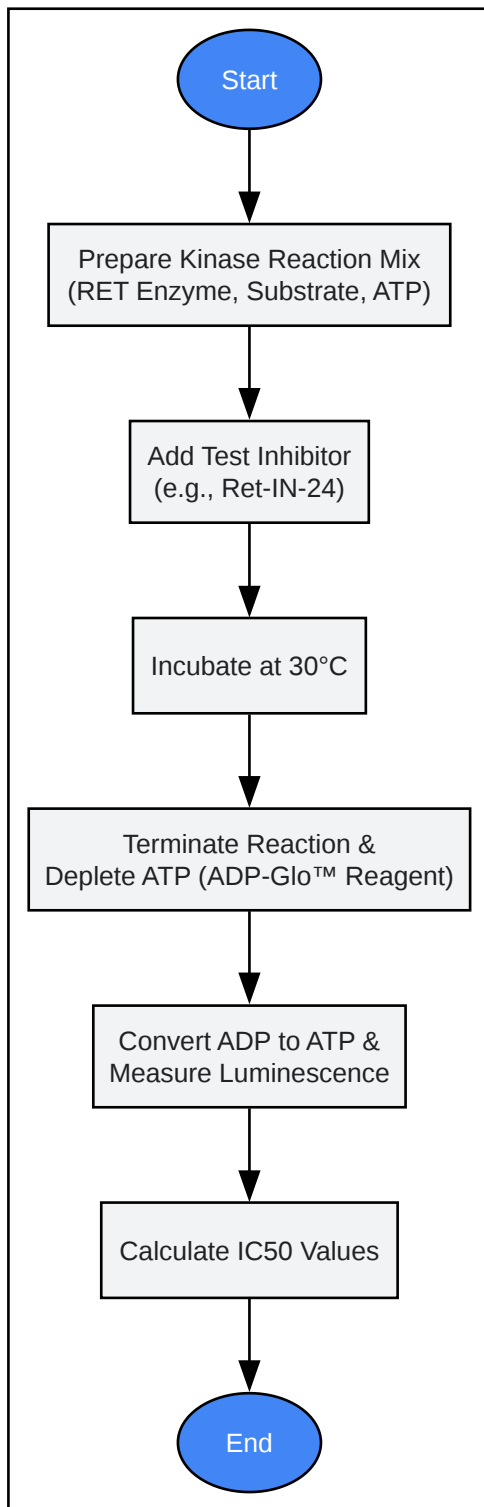 Start
Prepare Kinase Reaction Mix
(RET Enzyme, Substrate, ATP)
Add Test Inhibitor
(e.g., Ret-IN-24)
Incubate at 30°C
Terminate Reaction &
Deplete ATP (ADP-Glo™ Reagent)
Convert ADP to ATP &
Measure Luminescence
Calculate IC50 Values
End